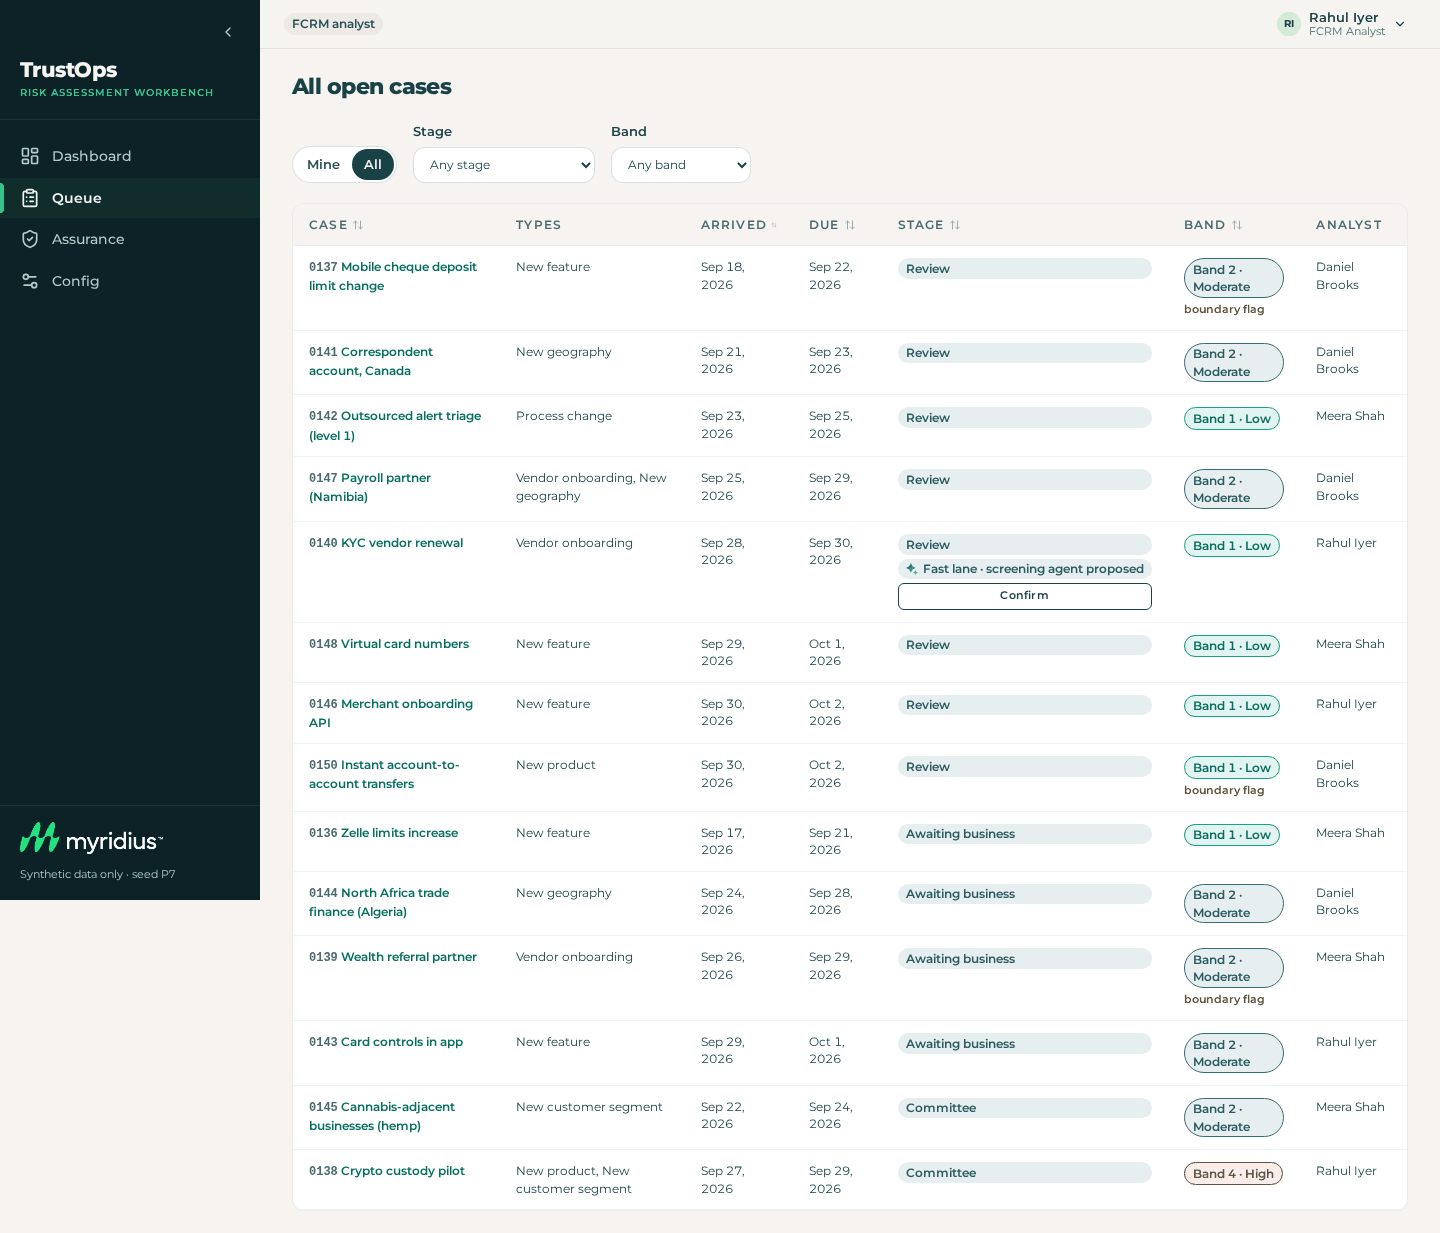 TrustOps
RISK ASSESSMENT WORKBENCH
Dashboard
Queue
Assurance
Config
myridius™
Synthetic data only · seed P7
FCRM analyst
RI
Rahul Iyer
FCRM Analyst
All open cases
Mine All
Stage
Any stage
Band
Any band
CASE TYPES ARRIVED DUE STAGE BAND ANALYST
0137 Mobile cheque deposit New feature Sep 18, Sep 22, Review Band 2 · Daniel
limit change 2026 2026 Moderate Brooks
boundary flag
0141 Correspondent New geography Sep 21, Sep 23, Review Band 2 · Daniel
account, Canada 2026 2026 Moderate Brooks
0142 Outsourced alert triage Process change Sep 23, Sep 25, Review Band 1 · Low Meera Shah
(level 1) 2026 2026
0147 Payroll partner Vendor onboarding, New Sep 25, Sep 29, Review Band 2 · Daniel
(Namibia) geography 2026 2026 Moderate Brooks
0140 KYC vendor renewal Vendor onboarding Sep 28, Sep 30, Review Band 1 · Low Rahul Iyer
2026 2026
Fast lane · screening agent proposed
Confirm
0148 Virtual card numbers New feature Sep 29, Oct 1, Review Band 1 · Low Meera Shah
2026 2026
0146 Merchant onboarding New feature Sep 30, Oct 2, Review Band 1 · Low Rahul Iyer
API 2026 2026
0150 Instant account-to- New product Sep 30, Oct 2, Review Band 1 · Low Daniel
account transfers 2026 2026 boundary flag Brooks
0136 Zelle limits increase New feature Sep 17, Sep 21, Awaiting business Band 1 · Low Meera Shah
2026 2026
0144 North Africa trade New geography Sep 24, Sep 28, Awaiting business Band 2 · Daniel
finance (Algeria) 2026 2026 Moderate Brooks
0139 Wealth referral partner Vendor onboarding Sep 26, Sep 29, Awaiting business Band 2 · Meera Shah
2026 2026 Moderate
boundary flag
0143 Card controls in app New feature Sep 29, Oct 1, Awaiting business Band 2 · Rahul Iyer
2026 2026 Moderate
0145 Cannabis-adjacent New customer segment Sep 22, Sep 24, Committee Band 2 · Meera Shah
businesses (hemp) 2026 2026 Moderate
0138 Crypto custody pilot New product, New Sep 27, Sep 29, Committee Band 4 · High Rahul Iyer
customer segment 2026 2026